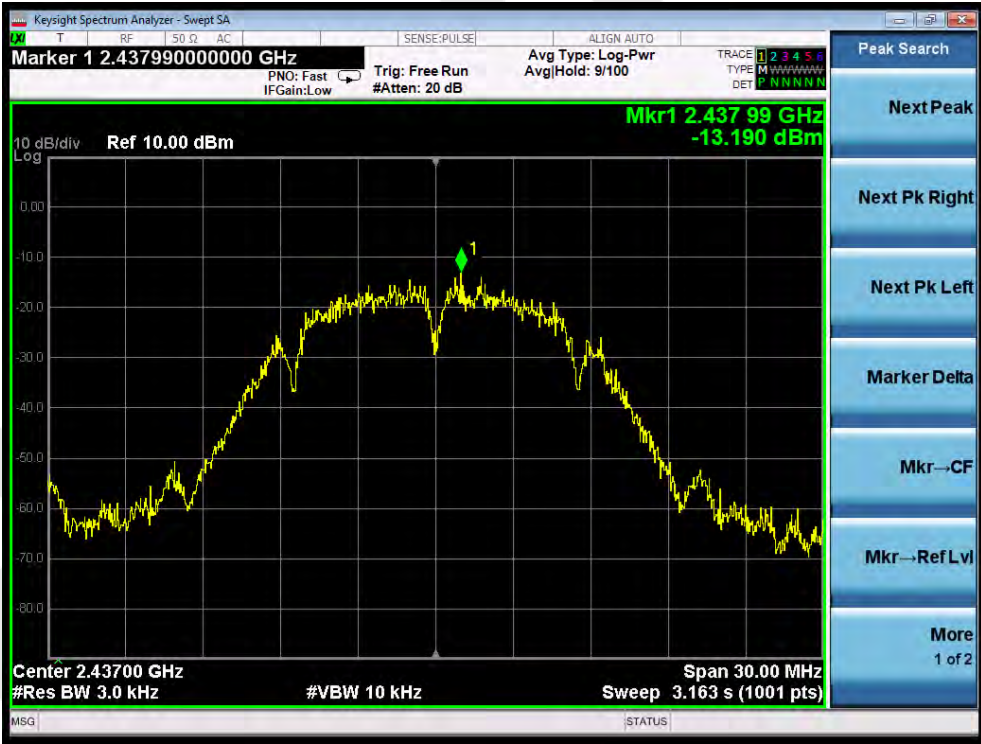 Keysight Spectrum Analyzer - Swept SA
LXI T RF 50 Ω AC SENSE:PULSE ALIGN AUTO
Marker 1 2.437990000000 GHz
PNO: Fast
IFGain:Low
Trig: Free Run
#Atten: 20 dB
Avg Type: Log-Pwr
Avg|Hold: 9/100
TRACE 1 2 3 4 5 6
TYPE M WWWWW
DET P N N N N N
Peak Search
Next Peak
Next Pk Right
Next Pk Left
Marker Delta
Mkr→CF
Mkr→Ref Lvl
More
1 of 2
Mkr1 2.437 99 GHz
-13.190 dBm
10 dB/div Ref 10.00 dBm
Log
0.00
-10.0
-20.0
-30.0
-40.0
-50.0
-60.0
-70.0
-80.0
1
Center 2.43700 GHz Span 30.00 MHz
#Res BW 3.0 kHz #VBW 10 kHz Sweep 3.163 s (1001 pts)
MSG STATUS